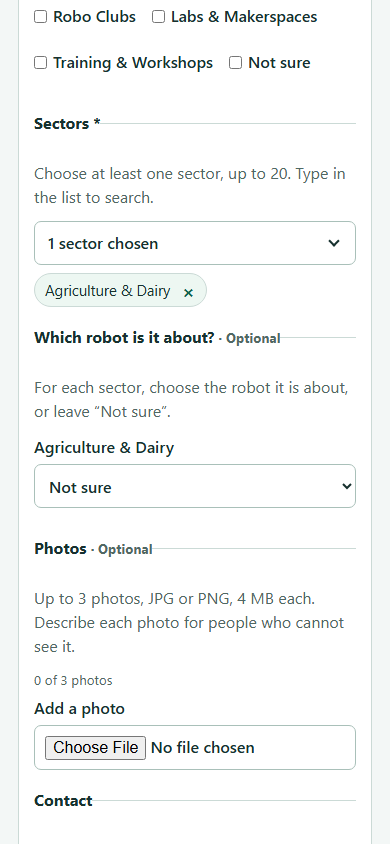 Robo Clubs Labs & Makerspaces
Training & Workshops Not sure
Sectors *
Choose at least one sector, up to 20. Type in
the list to search.
1 sector chosen
Agriculture & Dairy ×
Which robot is it about? · Optional
For each sector, choose the robot it is about,
or leave “Not sure”.
Agriculture & Dairy
Not sure
Photos · Optional
Up to 3 photos, JPG or PNG, 4 MB each.
Describe each photo for people who cannot
see it.
0 of 3 photos
Add a photo
Choose File No file chosen
Contact